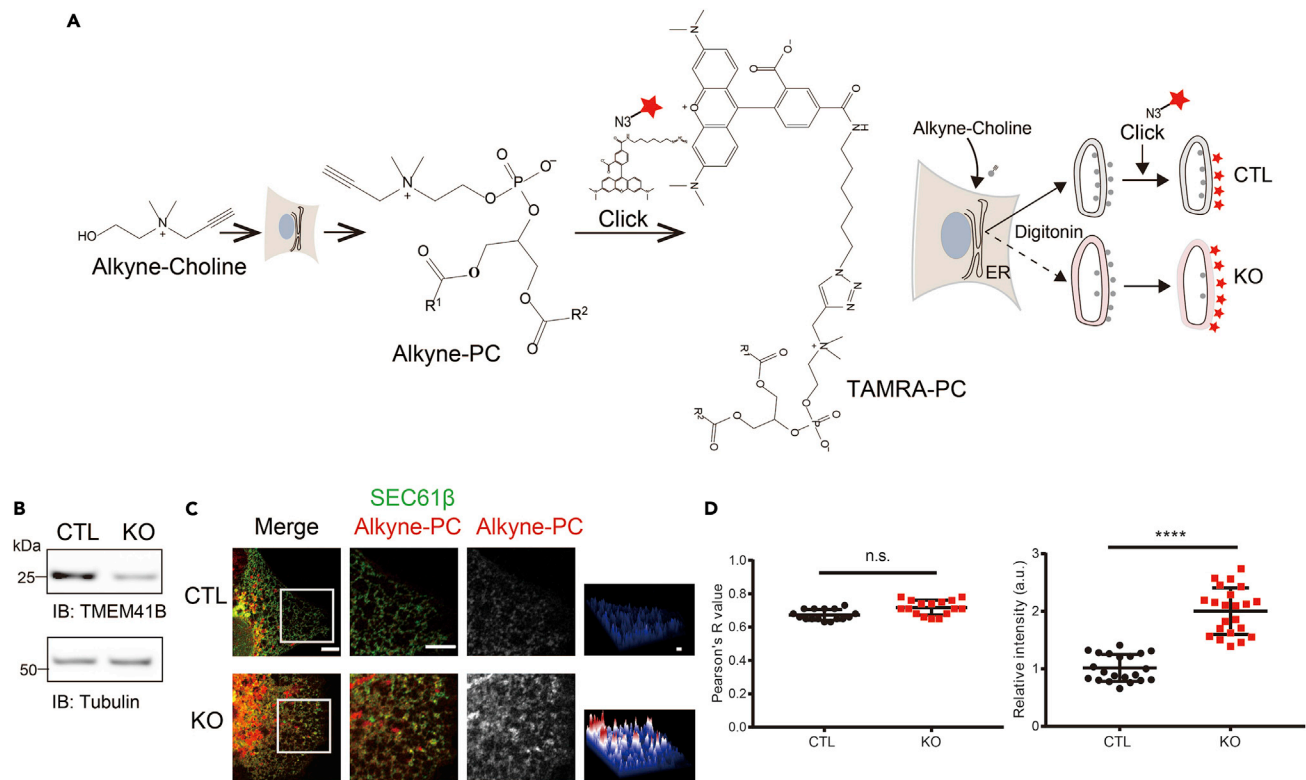 A
Alkyne-Choline
HO
N
+
Alkyne-PC
N
+
O
P
O
O⁻
O
O
O
R¹
O
O
R²
N3
Click
N
N
O
+
O⁻
O
O
N
H
N
N
N
N
+
O
P
O
O⁻
O
O
O
R¹
O
O
R²
TAMRA-PC
Alkyne-Choline
ER
Digitonin
N3
Click
CTL
KO
B
CTL KO
kDa
25
IB: TMEM41B
50
IB: Tubulin
C
SEC61β
Merge Alkyne-PC Alkyne-PC
CTL
KO
D
n.s.
Pearson's R value
1.0
0.8
0.6
0.4
0.2
0.0
CTL KO
****
Relative intensity (a.u.)
3
2
1
0
CTL KO